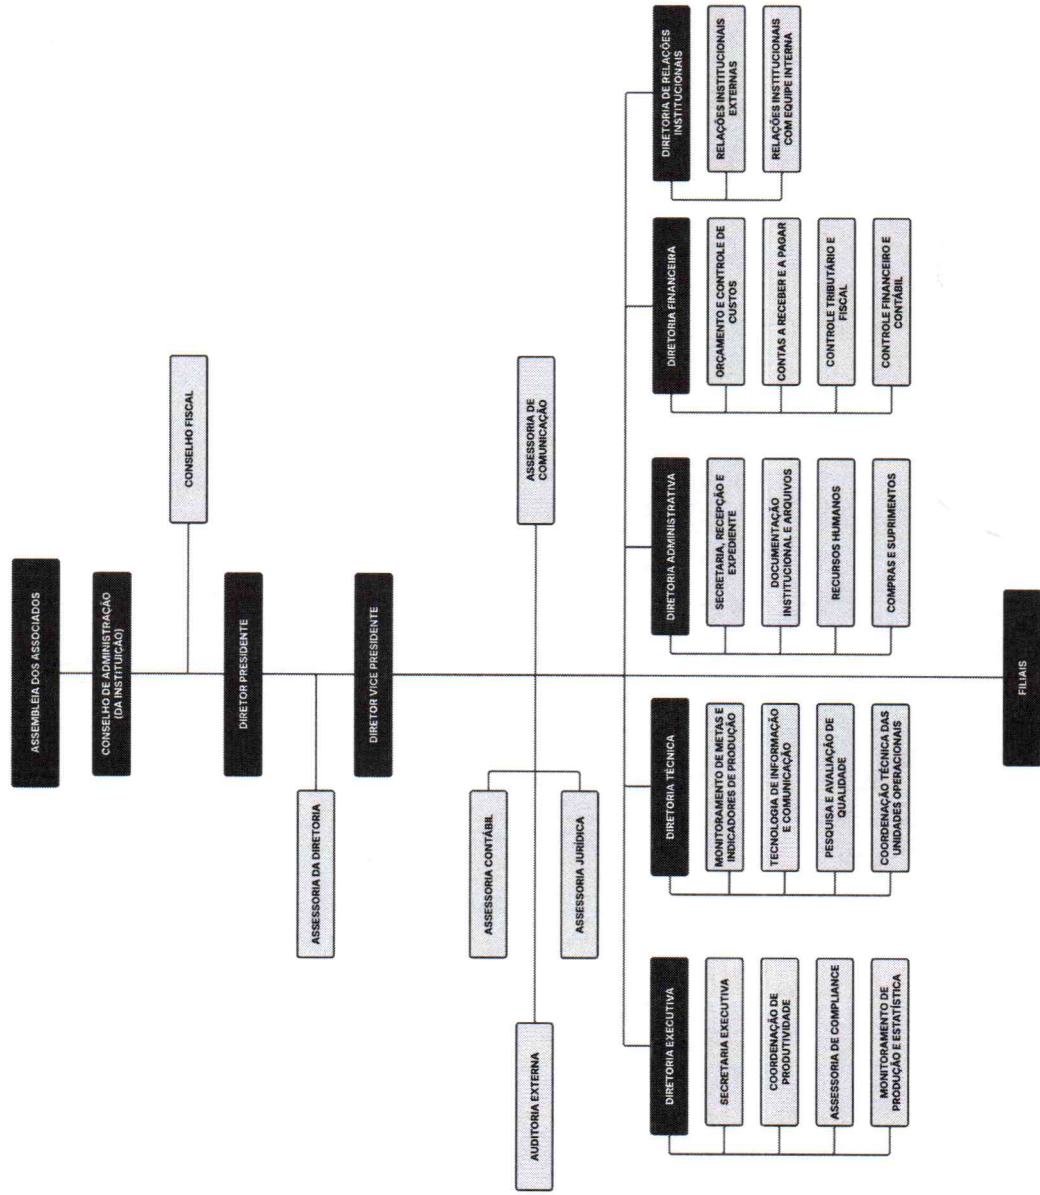 ASSEMBLEIA DOS ASSOCIADOS
CONSELHO DE ADMINISTRAÇÃO
(DA INSTITUIÇÃO)
CONSELHO FISCAL
DIRETOR PRESIDENTE
ASSESSORIA DA DIRETORIA
DIRETOR VICE PRESIDENTE
ASSESSORIA CONTÁBIL
AUDITORIA EXTERNA
ASSESSORIA DE
COMUNICAÇÃO
ASSESSORIA JURÍDICA
DIRETORIA EXECUTIVA
SECRETARIA EXECUTIVA
COORDENAÇÃO DE
PRODUTIVIDADE
ASSESSORIA DE COMPLIANCE
MONITORAMENTO DE
PRODUÇÃO E ESTATÍSTICA
DIRETORIA TÉCNICA
MONITORAMENTO DE METAS E
INDICADORES DE PRODUÇÃO
TECNOLOGIA DE INFORMAÇÃO
E COMUNICAÇÃO
PESQUISA E AVALIAÇÃO DE
QUALIDADE
COORDENAÇÃO TÉCNICA DAS
UNIDADES OPERACIONAIS
DIRETORIA ADMINISTRATIVA
SECRETARIA, RECEPÇÃO E
EXPEDIENTE
DOCUMENTAÇÃO
INSTITUCIONAL E ARQUIVOS
RECURSOS HUMANOS
COMPRAS E SUPRIMENTOS
DIRETORIA FINANCEIRA
ORÇAMENTO E CONTROLE DE
CUSTOS
CONTAS A RECEBER E A PAGAR
CONTROLE TRIBUTÁRIO E
FISCAL
CONTROLE FINANCEIRO E
CONTÁBIL
DIRETORIA DE RELAÇÕES
INSTITUCIONAIS
RELAÇÕES INSTITUCIONAIS
EXTERNAS
RELAÇÕES INSTITUCIONAIS
COM EQUIPE INTERNA
FILIAIS